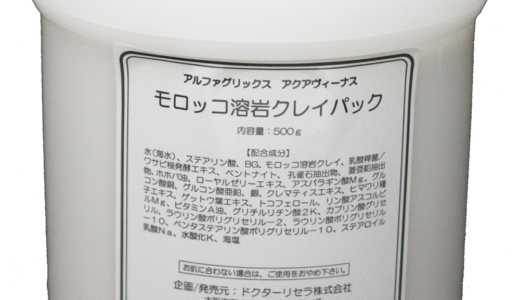 アルファグリックス アクアヴィーナス
モロッコ溶岩クレイパック
内容量:500g
【配合成分】
水(海水)、ステアリン酸、BG、モロッコ溶岩クレイ、乳酸桿菌/
ワサビ根発酵エキス、ベントナイト、孔雀石抽出物、亜鉛鉱抽出
物、ホホバ油、ローヤルゼリーエキス、アスパラギン酸Mg、グル
コン酸銅、グルコン酸亜鉛、銀、クレマティスエキス、ヒマワリ種
子エキス、ゲットウ葉エキス、トコフェロール、リン酸アスコルビ
ルMg、ビタミンA油、グリチルリチン酸2K、カプリン酸グリセ
リル、ラウリン酸ポリグリセリル-2、ラウリン酸ポリグリセリル
-10、ペンタステアリン酸ポリグリセリル-10、ステアロイル
乳酸Na、水酸化K、海塩
お肌に合わない場合は、ご使用をおやめ下さい。
企画/発売元:ドクターリセラ株式会社